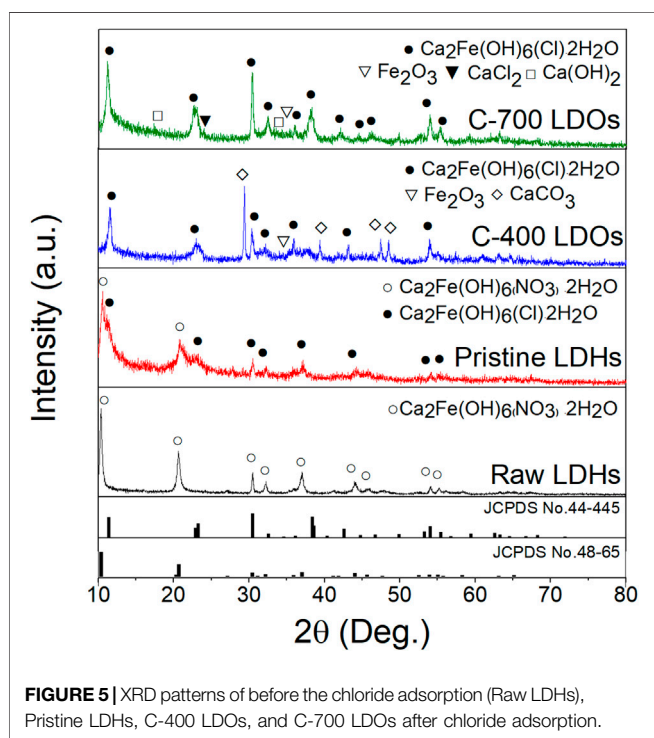 ● Ca2Fe(OH)6(Cl) 2H2O
▽ Fe2O3 ▼ CaCl2 □ Ca(OH)2
C-700 LDOs
● Ca2Fe(OH)6(Cl) 2H2O
▽ Fe2O3 ◇ CaCO3
C-400 LDOs
○ Ca2Fe(OH)6(NO3) 2H2O
● Ca2Fe(OH)6(Cl) 2H2O
Pristine LDHs
○ Ca2Fe(OH)6(NO3) 2H2O
Raw LDHs
JCPDS No.44-445
JCPDS No.48-65
Intensity (a.u.)
10 20 30 40 50 60 70 80
2θ (Deg.)
FIGURE 5 | XRD patterns of before the chloride adsorption (Raw LDHs),
Pristine LDHs, C-400 LDOs, and C-700 LDOs after chloride adsorption.